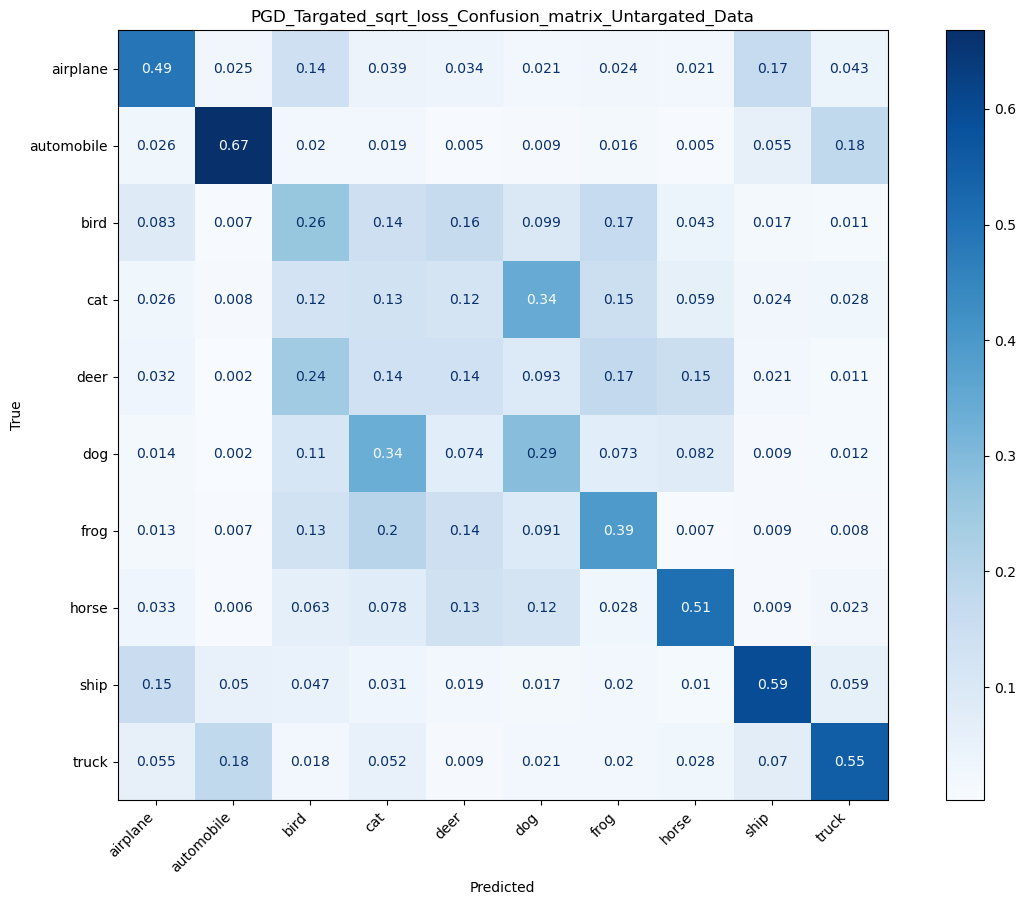 PGD_Targated_sqrt_loss_Confusion_matrix_Untargated_Data
airplane 0.49 0.025 0.14 0.039 0.034 0.021 0.024 0.021 0.17 0.043
automobile 0.026 0.67 0.02 0.019 0.005 0.009 0.016 0.005 0.055 0.18
bird 0.083 0.007 0.26 0.14 0.16 0.099 0.17 0.043 0.017 0.011
cat 0.026 0.008 0.12 0.13 0.12 0.34 0.15 0.059 0.024 0.028
deer 0.032 0.002 0.24 0.14 0.14 0.093 0.17 0.15 0.021 0.011
dog 0.014 0.002 0.11 0.34 0.074 0.29 0.073 0.082 0.009 0.012
frog 0.013 0.007 0.13 0.2 0.14 0.091 0.39 0.007 0.009 0.008
horse 0.033 0.006 0.063 0.078 0.13 0.12 0.028 0.51 0.009 0.023
ship 0.15 0.05 0.047 0.031 0.019 0.017 0.02 0.01 0.59 0.059
truck 0.055 0.18 0.018 0.052 0.009 0.021 0.02 0.028 0.07 0.55
True
airplane automobile bird cat deer dog frog horse ship truck
Predicted
0.6
0.5
0.4
0.3
0.2
0.1